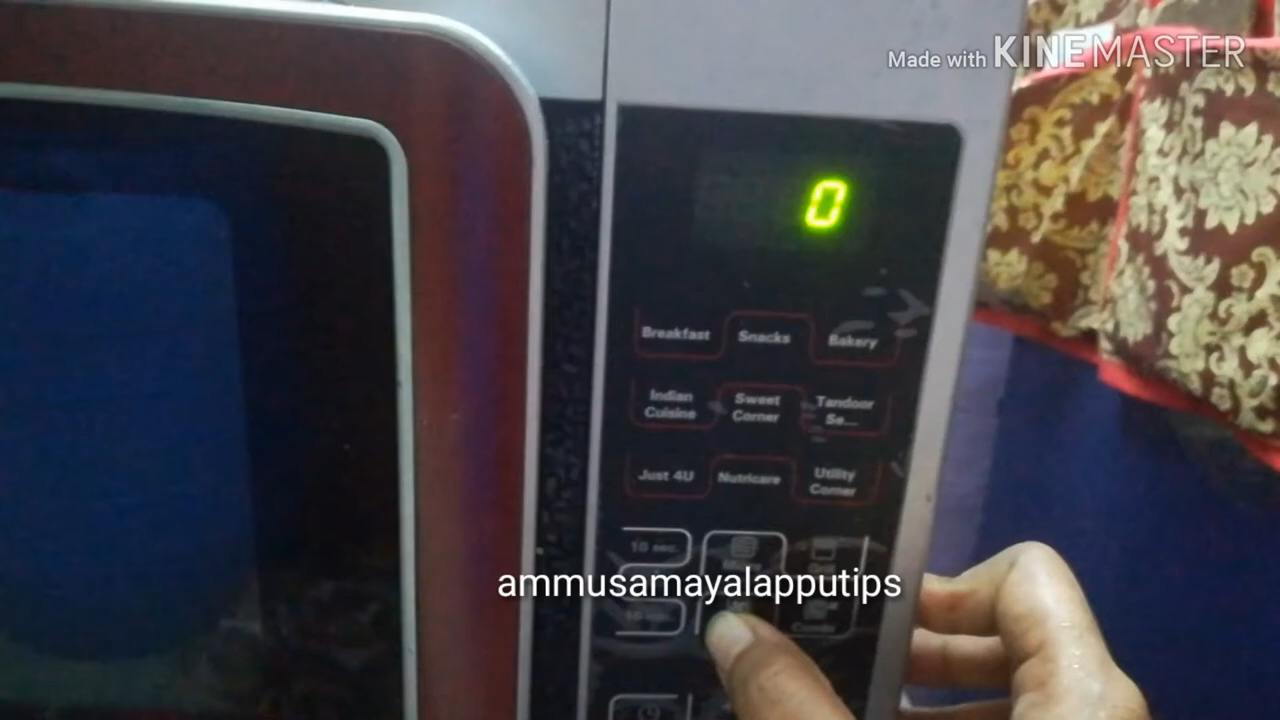 Made with KINEMASTER
0
Breakfast
Snacks
Bakery
Indian
Cuisine
Sweet
Corner
Tandoor
Se...
Just 4U
Nutricare
Utility
Corner
10 sec.
ammusamayalapputips
Combi